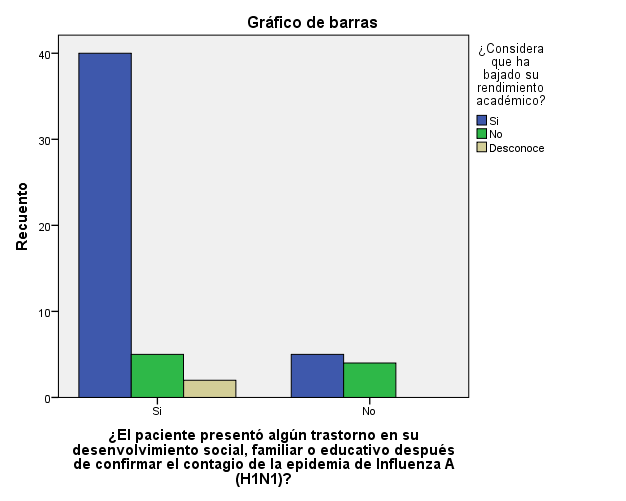 Gráfico de barras
¿Considera
que ha
bajado su
rendimiento
académico?
Si
No
Desconoce
Recuento
40
30
20
10
0
Si
No
¿El paciente presentó algún trastorno en su
desenvolvimiento social, familiar o educativo después
de confirmar el contagio de la epidemia de Influenza A
(H1N1)?